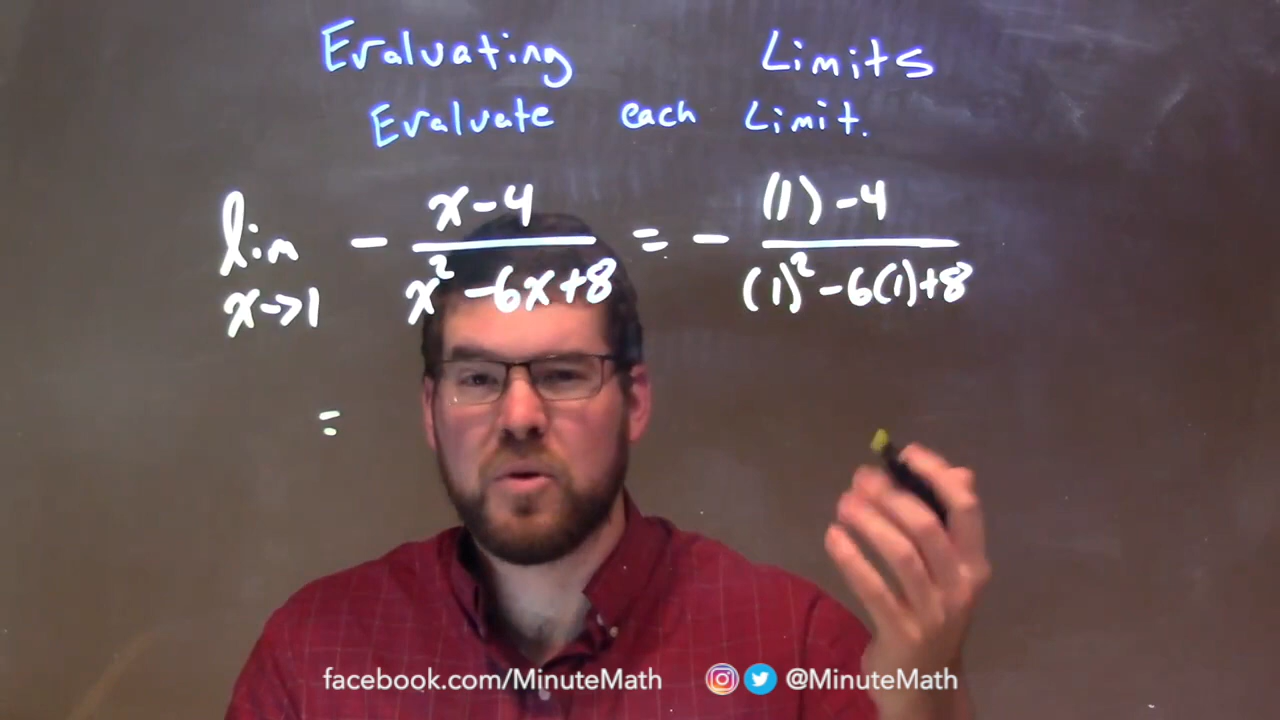 Evaluating Limits
Evaluate each Limit.
lim x→1 - x-4 / x² -6x+8 = - (1)-4 / (1)² -6(1)+8
=
facebook.com/MinuteMath @MinuteMath